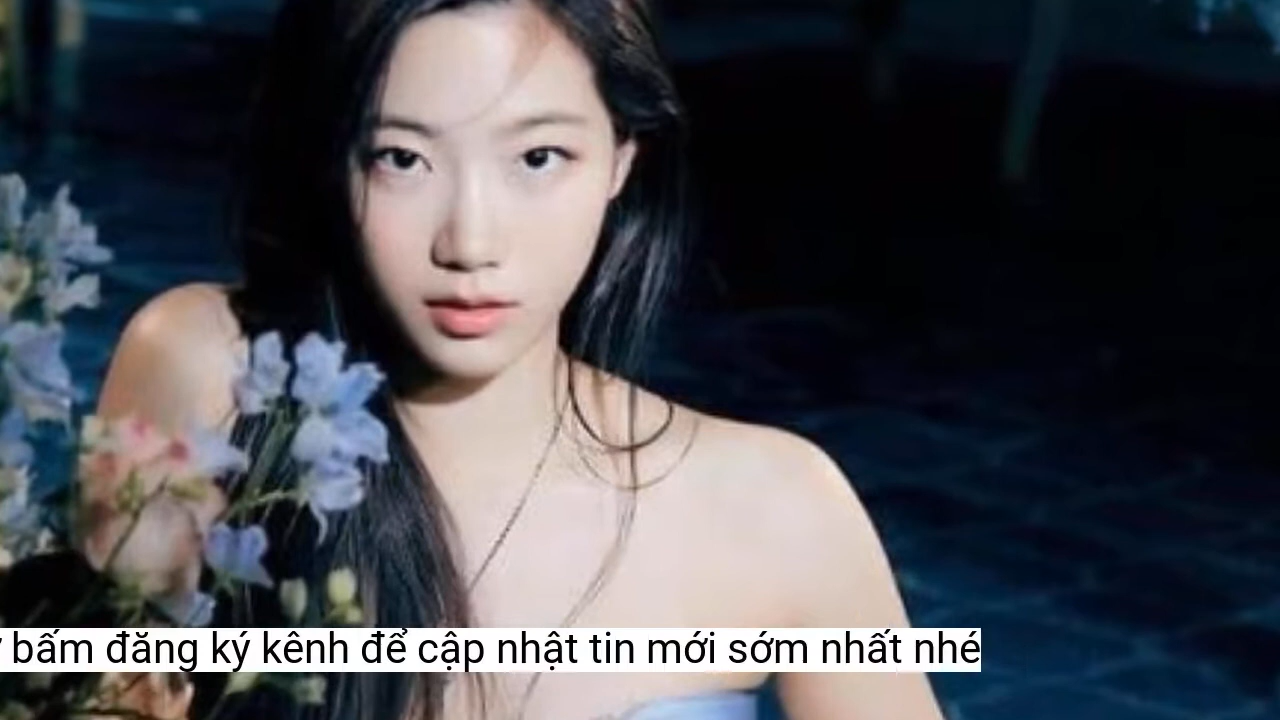 bấm đăng ký kênh để cập nhật tin mới sớm nhất nhé